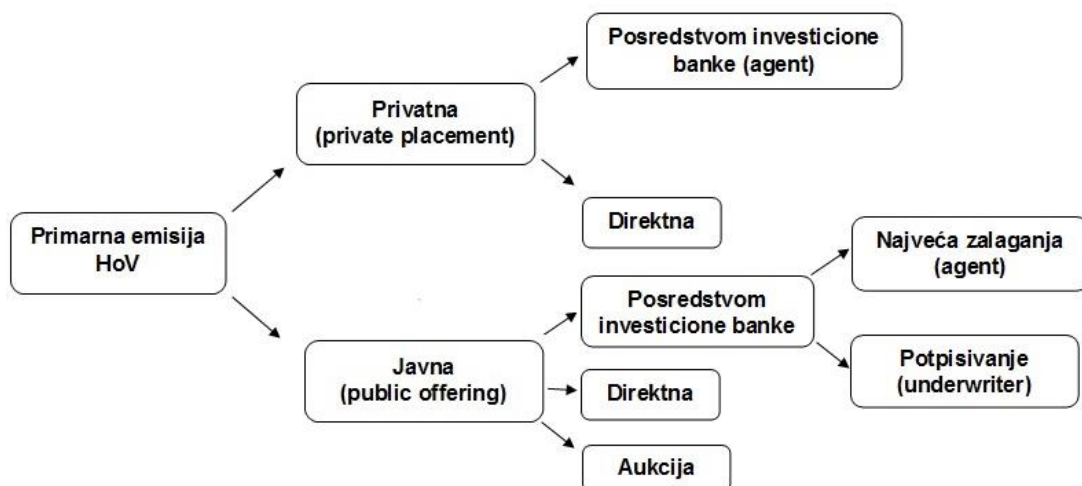 Posredstvom investicione
banke (agent)
Privatna
(private placement)
Direktna
Primarna emisija
HoV
Najveća zalaganja
(agent)
Posredstvom
investicione banke
Javna
(public offering)
Potpisivanje
(underwriter)
Direktna
Aukcija